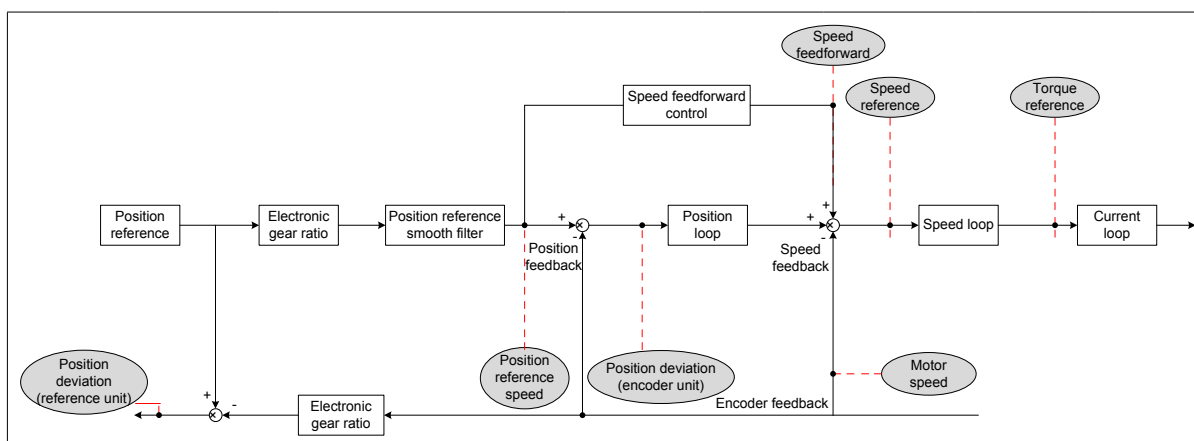 Speed
feedforward
Speed
reference
Torque
reference
Speed feedforward
control
+
+
+
Position
reference
Electronic
gear ratio
Position reference
smooth filter
-
Position
loop
-
Speed loop
Current
loop
Position
feedback
Speed
feedback
Position
deviation
(reference unit)
Position
reference
speed
Position deviation
(encoder unit)
Motor
speed
+
-
Electronic
gear ratio
Encoder feedback